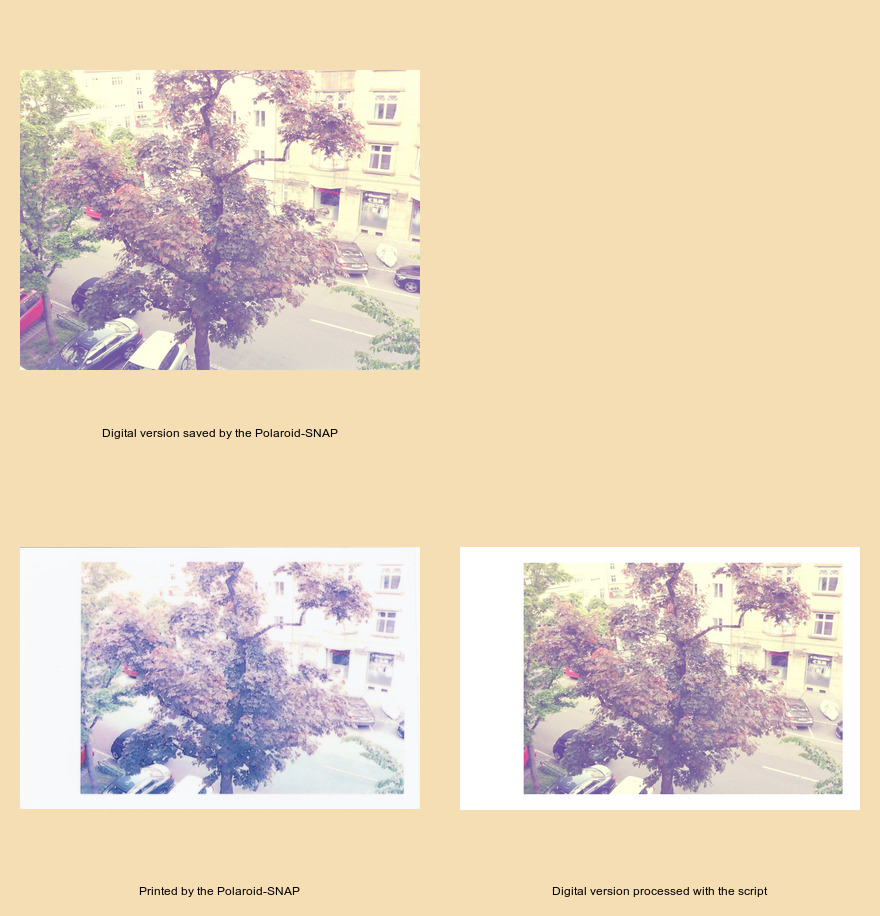 Digital version saved by the Polaroid-SNAP
Printed by the Polaroid-SNAP
Digital version processed with the script